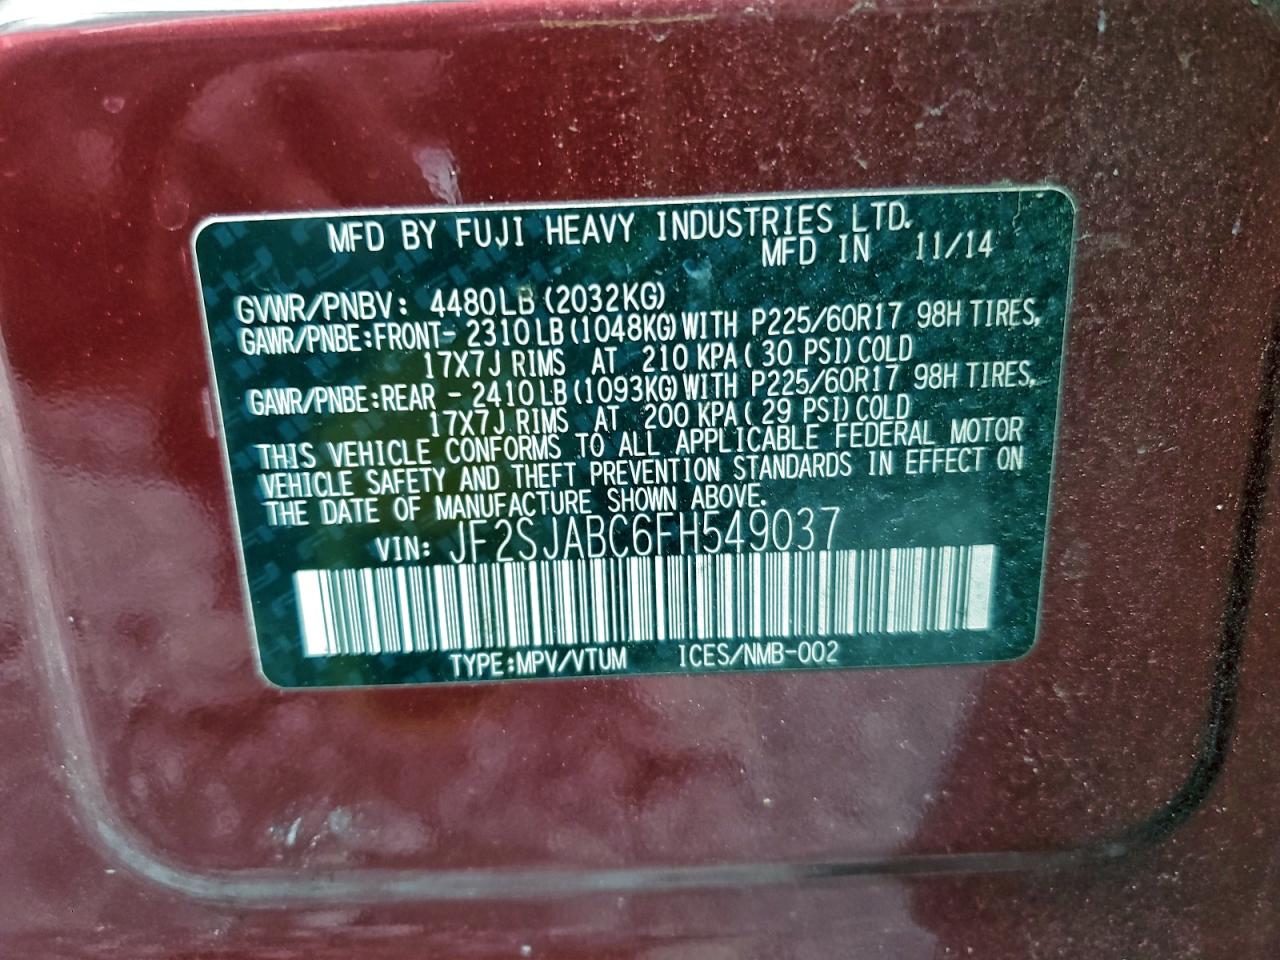 MFD BY FUJI HEAVY INDUSTRIES LTD.
MFD IN 11/14
GVWR/PNBV: 4480LB (2032KG)
GAWR/PNBE:FRONT- 2310LB (1048KG) WITH P225/60R17 98H TIRES,
17X7J RIMS AT 210 KPA( 30 PSI) COLD
GAWR/PNBE:REAR - 2410LB (1093KG) WITH P225/60R17 98H TIRES,
17X7J RIMS AT 200 KPA( 29 PSI) COLD
THIS VEHICLE CONFORMS TO ALL APPLICABLE FEDERAL MOTOR
VEHICLE SAFETY AND THEFT PREVENTION STANDARDS IN EFFECT ON
THE DATE OF MANUFACTURE SHOWN ABOVE.
VIN: JF2SJABC6FH549037
TYPE:MPV/VTUM ICES/NMB-002